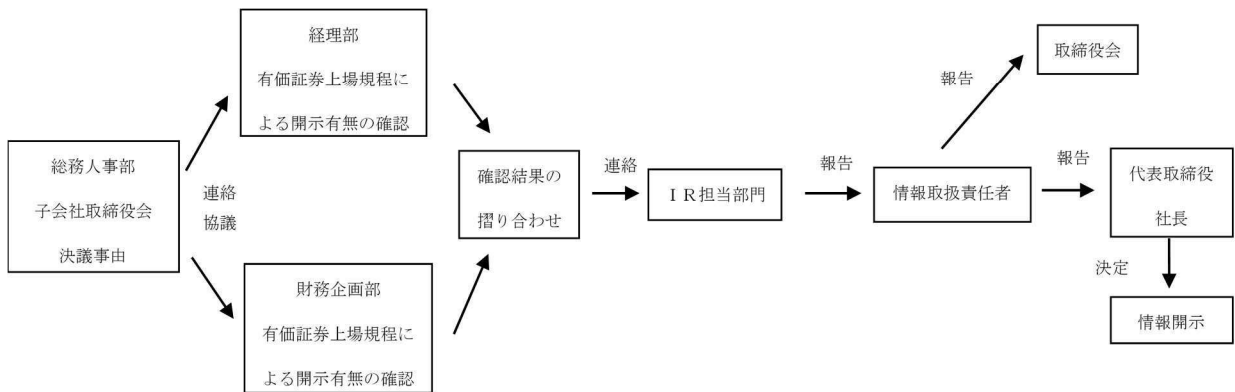 総務人事部
子会社取締役会
決議事由
連絡
協議
経理部
有価証券上場規程に
よる開示有無の確認
財務企画部
有価証券上場規程に
よる開示有無の確認
確認結果の
摺り合わせ
連絡
ＩＲ担当部門
報告
情報取扱責任者
報告
取締役会
報告
代表取締役
社長
決定
情報開示